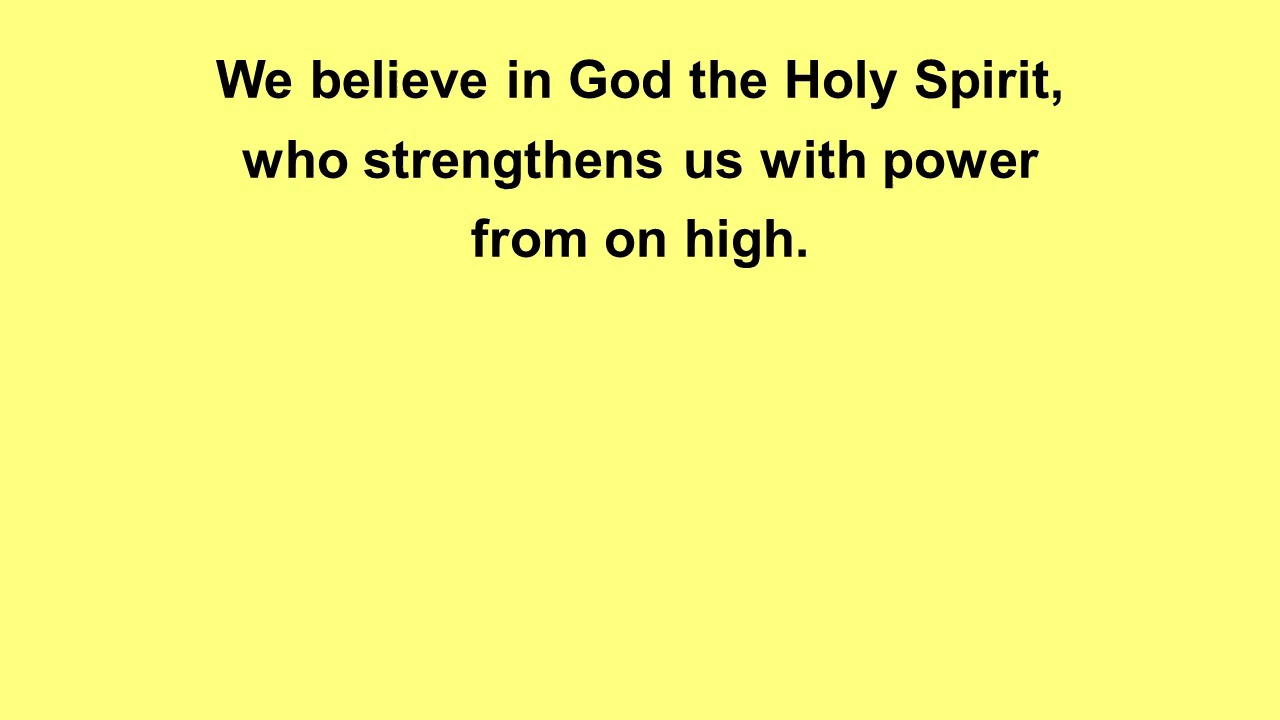 We believe in God the Holy Spirit,
who strengthens us with power
from on high.